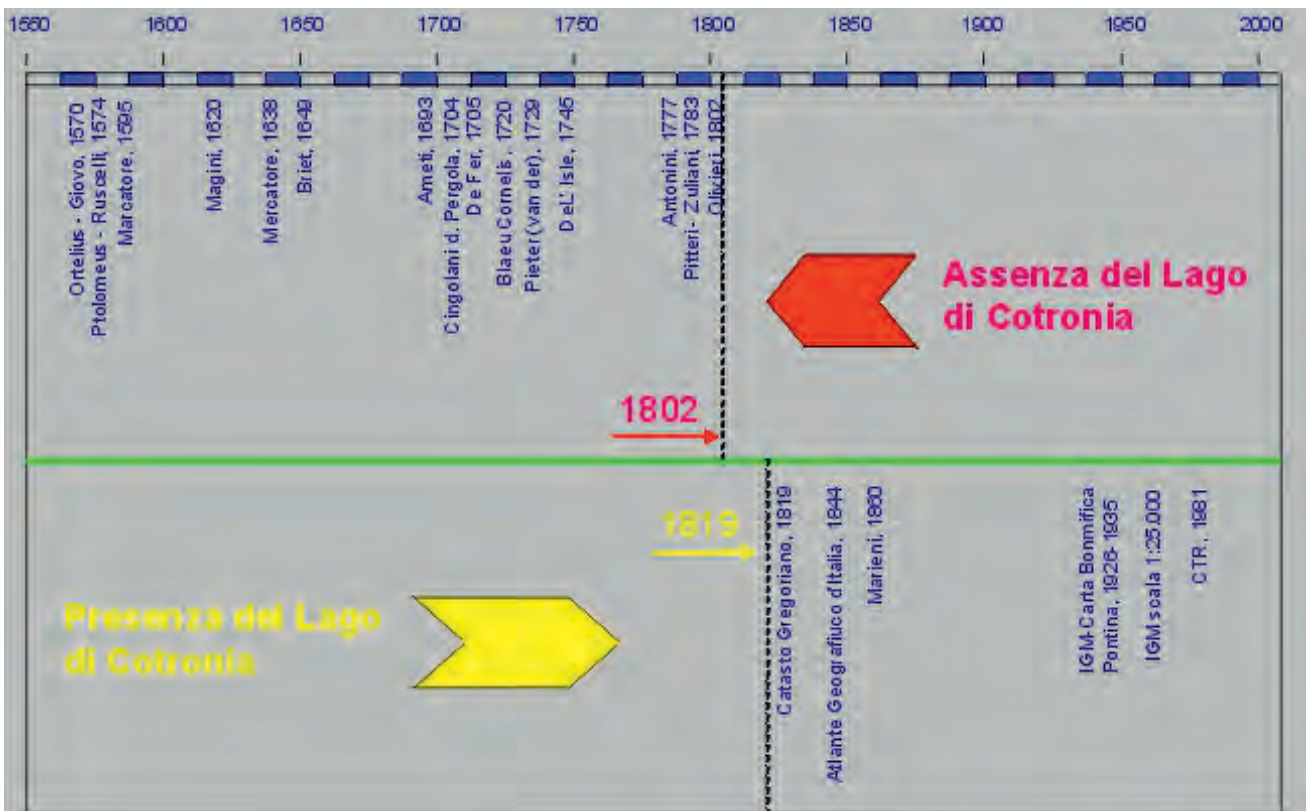 1550 1600 1650 1700 1750 1800 1850 1900 1950 2000
Ortelius - Giovo, 1570
Ptolomeus - Ruscelli, 1574
Marcatore, 1595
Magini, 1620
Mercatore, 1638
Briet, 1649
Ameti, 1693
Cingolani d. Pergola, 1704
De Fer, 1705
Blaeu Cornelis, 1720
Pieter (van der), 1729
DeL' Isle, 1745
Antonini, 1777
Pitteri - Zuliani, 1783
Olivieri, 1802
Assenza del Lago
di Cotronia
1802
1819
Presenza del Lago
di Cotronia
Catasto Gregoriano, 1819
Atlante Geografiuco d'Italia, 1844
Marieni, 1860
IGM-Carta Bonmifica
Pontina, 1926-1935
IGM scala 1:25.000
CTR, 1981